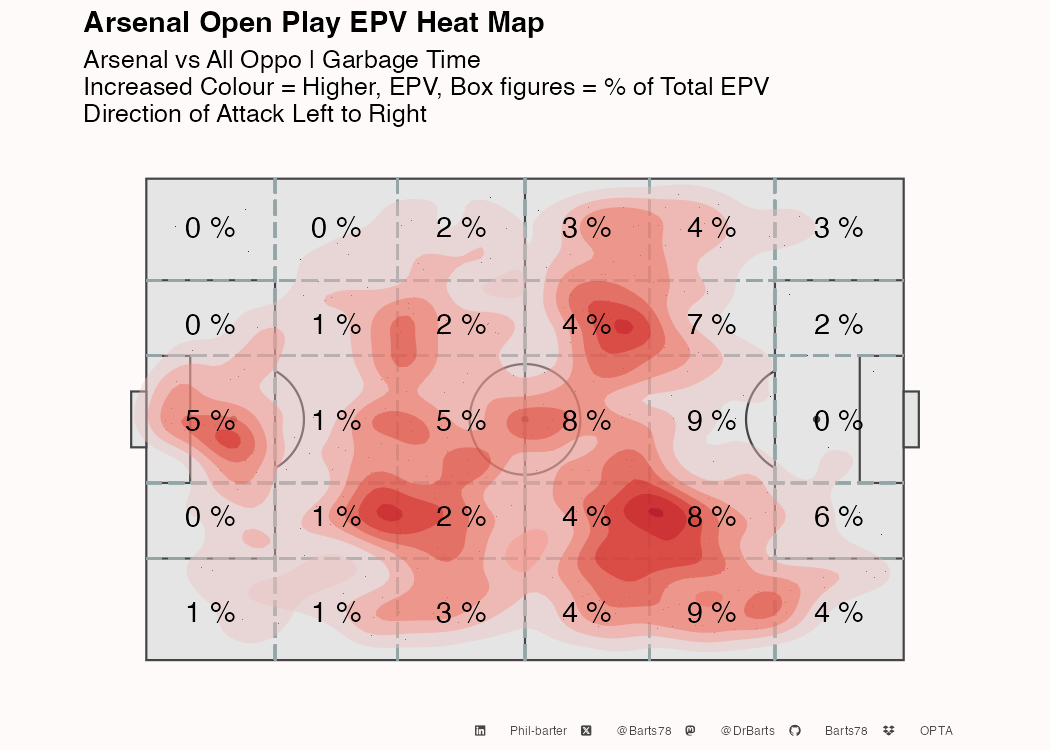 Arsenal Open Play EPV Heat Map
Arsenal vs All Oppo | Garbage Time
Increased Colour = Higher, EPV, Box figures = % of Total EPV
Direction of Attack Left to Right
0 % 0 % 2 % 3 % 4 % 3 %
0 % 1 % 2 % 4 % 7 % 2 %
5 % 1 % 5 % 8 % 9 % 0 %
0 % 1 % 2 % 4 % 8 % 6 %
1 % 1 % 3 % 4 % 9 % 4 %
Phil-barter @Barts78 @DrBarts Barts78 OPTA